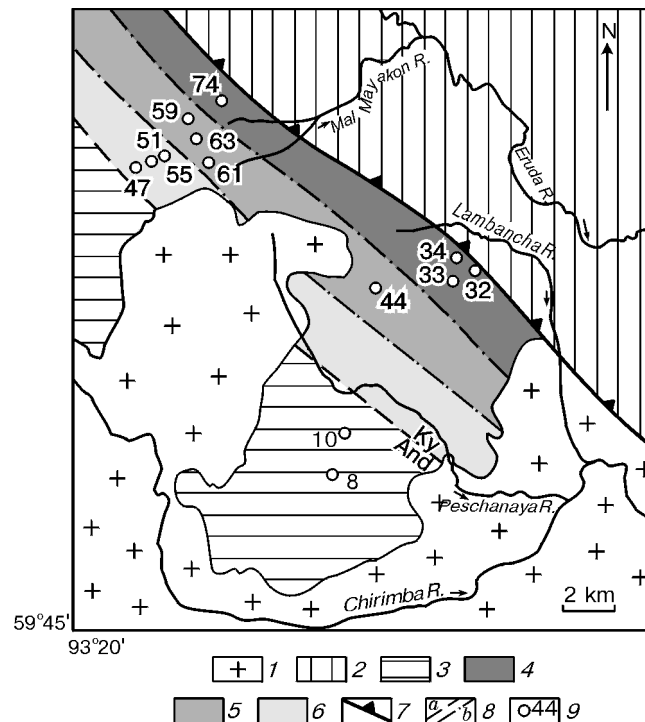 N
74
Mal. Mayakon R.
59
63
51
55
61
47
Eruda R.
Lambancha R.
34
33
32
44
Ky
And
10
8
Peschanaya R.
Chirimba R.
2 km
59°45'
93°20'
1 2 3 4
5 6 7 a b 8 44 9